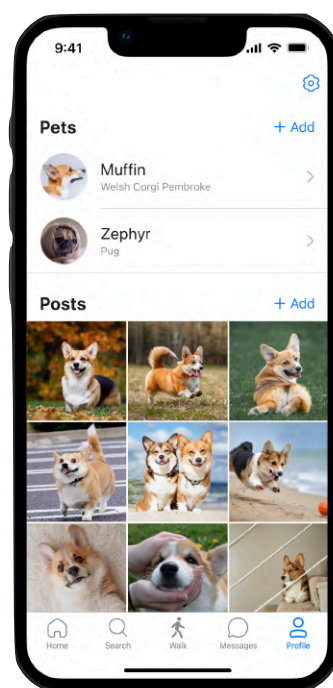 9:41
Pets
+ Add
Muffin
Welsh Corgi Pembroke
Zephyr
Pug
Posts
+ Add
Home Search Walk Messages Profile